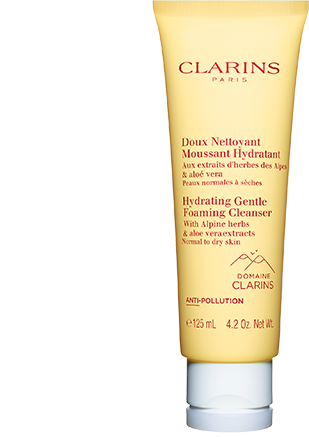 CLARINS
PARIS
Doux Nettoyant
Moussant Hydratant
Aux extraits d'herbes des Alpes
& aloé vera
Peaux normales à sèches
Hydrating Gentle
Foaming Cleanser
With Alpine herbs
& aloe vera extracts
Normal to dry skin
DOMAINE
CLARINS
ANTI-POLLUTION
℮125 mL 4.2 Oz. Net Wt.